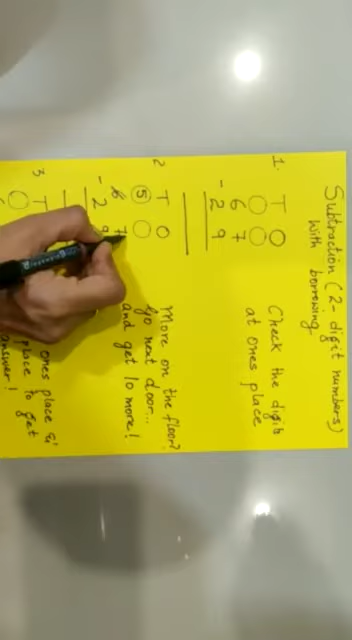 Subtraction (2-digit numbers)
With borrowing
1.
T O
6 7
- 2 9
Check the digits
at ones place
2
T O
5
6 7
- 2 9
More on the floor?
Go next door...
and get 10 more!
3
T
ones place &
place to get
answer!